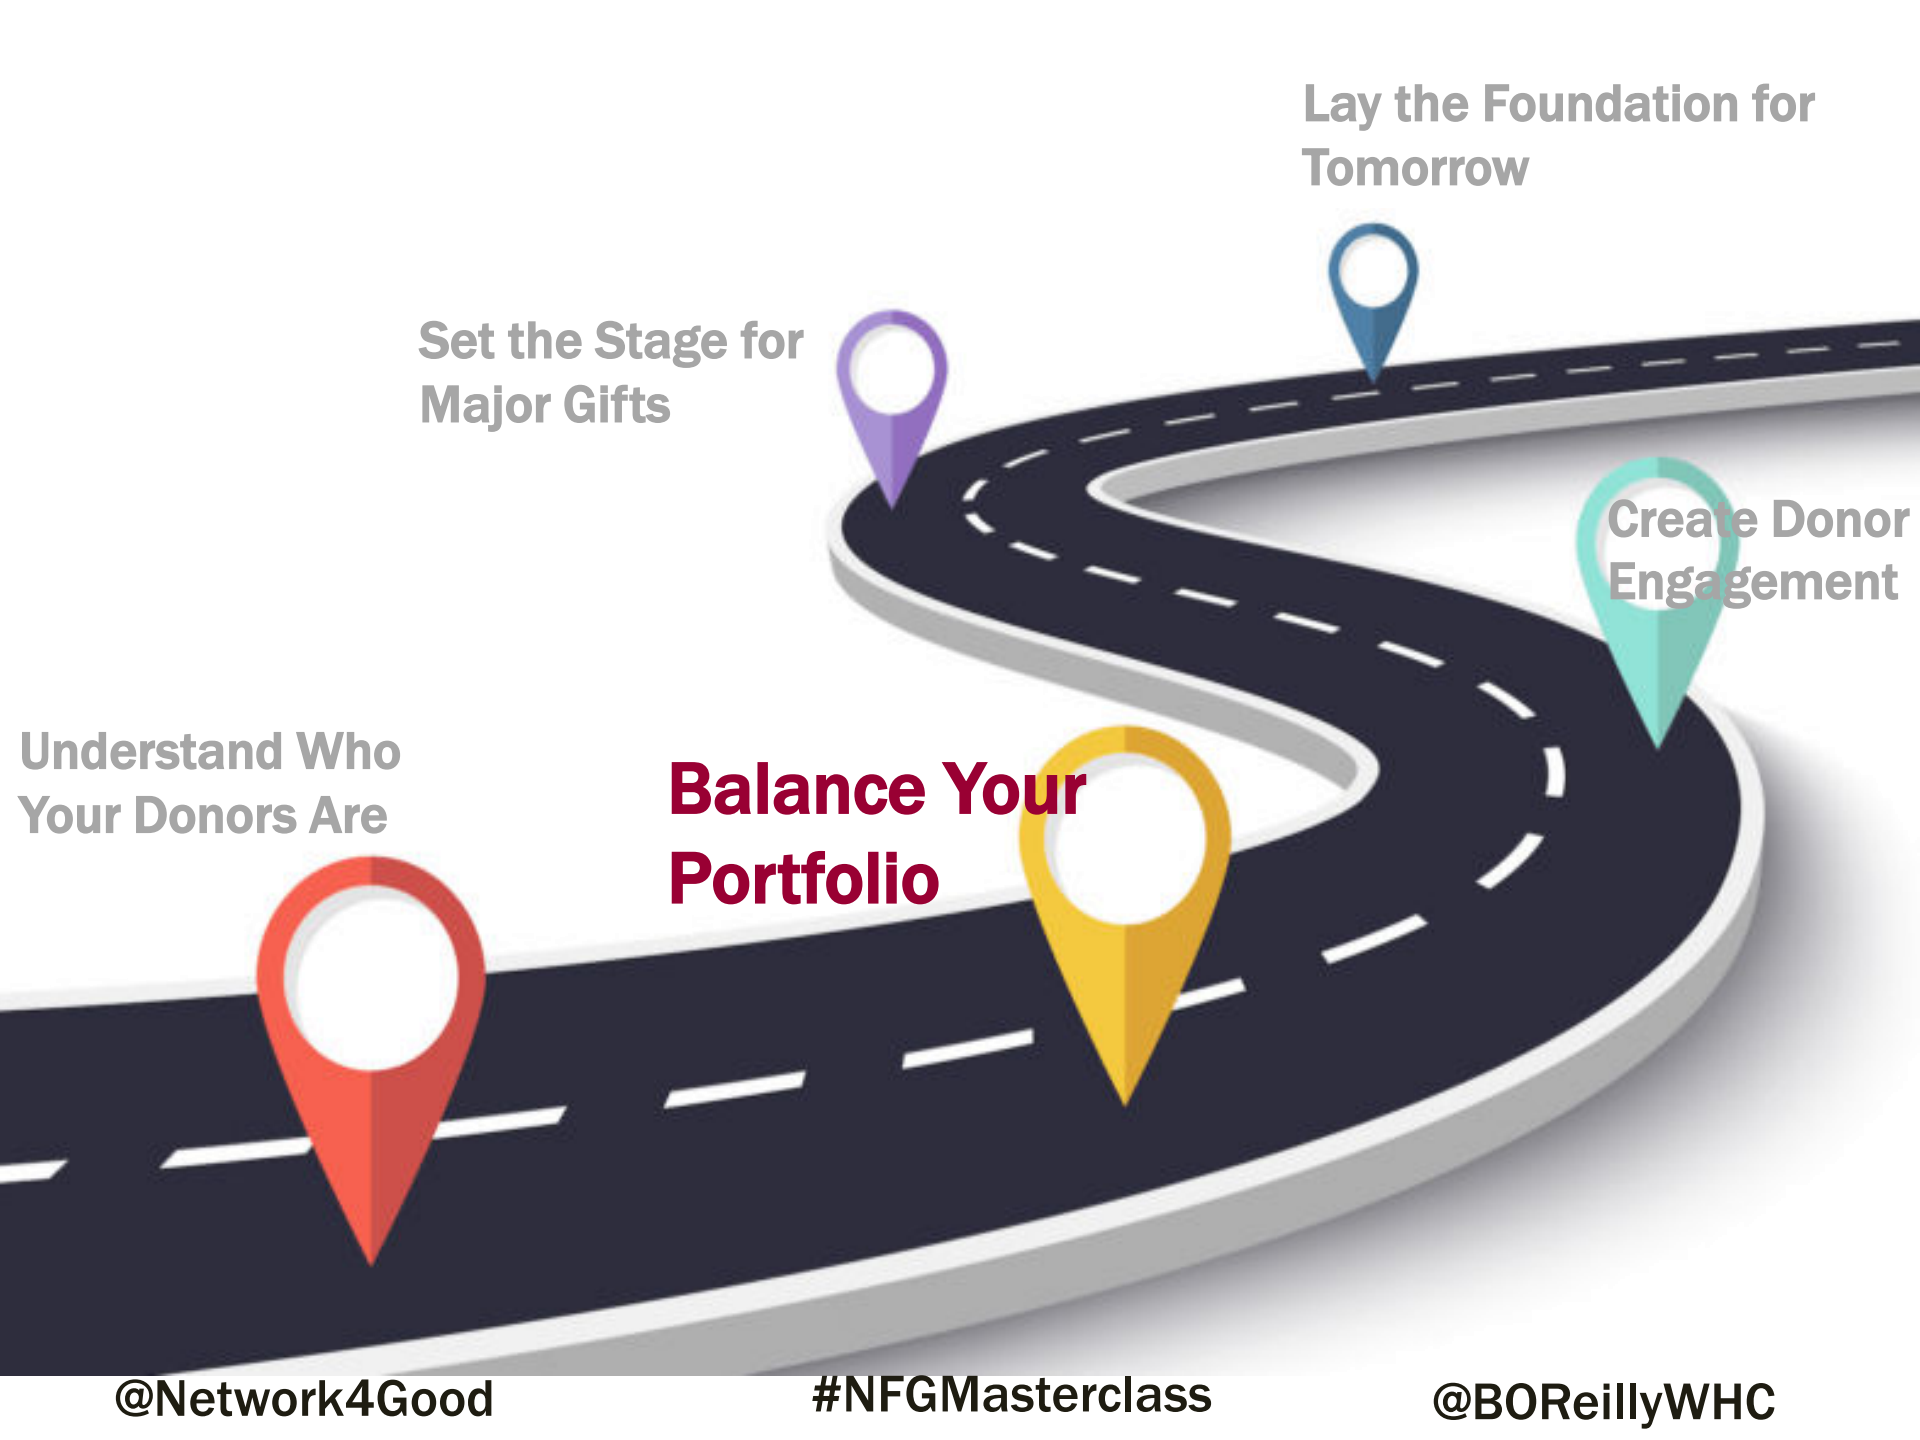 Lay the Foundation for
Tomorrow
Set the Stage for
Major Gifts
Create Donor
Engagement
Understand Who
Your Donors Are
Balance Your
Portfolio
@Network4Good
#NFGMasterclass
@BOReillyWHC